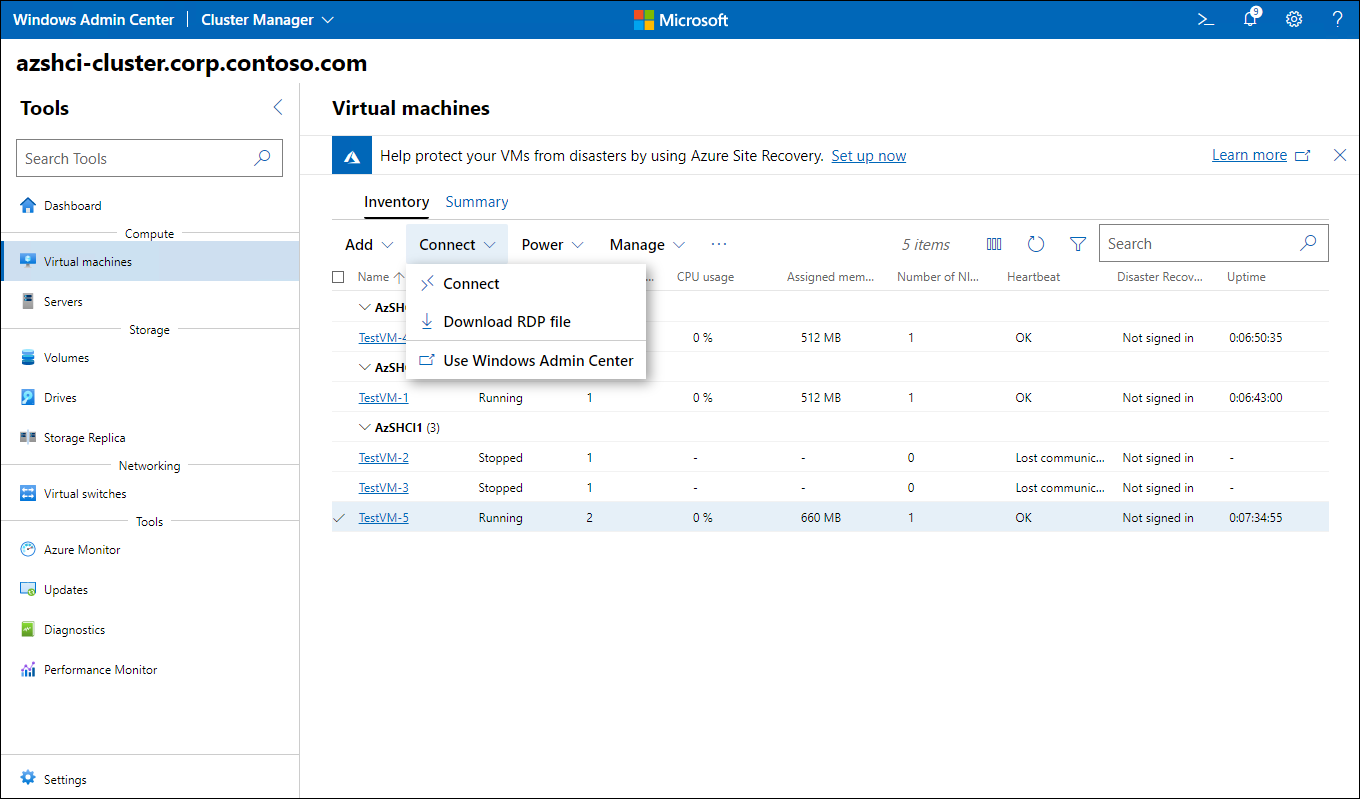 Windows Admin Center Cluster Manager Microsoft 9 ?
azshci-cluster.corp.contoso.com
Tools
Search Tools
Dashboard
Compute
Virtual machines
Servers
Storage
Volumes
Drives
Storage Replica
Networking
Virtual switches
Tools
Azure Monitor
Updates
Diagnostics
Performance Monitor
Settings
Virtual machines
Help protect your VMs from disasters by using Azure Site Recovery. Set up now Learn more
Inventory Summary
Add Connect Power Manage ... 5 items Search
Connect
Download RDP file
Use Windows Admin Center
Name ... CPU usage Assigned mem... Number of NI... Heartbeat Disaster Recov... Uptime
TestVM-4 0 % 512 MB 1 OK Not signed in 0:06:50:35
TestVM-1 Running 1 0 % 512 MB 1 OK Not signed in 0:06:43:00
AzSHCI1 (3)
TestVM-2 Stopped 1 - - 0 Lost communic... Not signed in -
TestVM-3 Stopped 1 - - 0 Lost communic... Not signed in -
TestVM-5 Running 2 0 % 660 MB 1 OK Not signed in 0:07:34:55